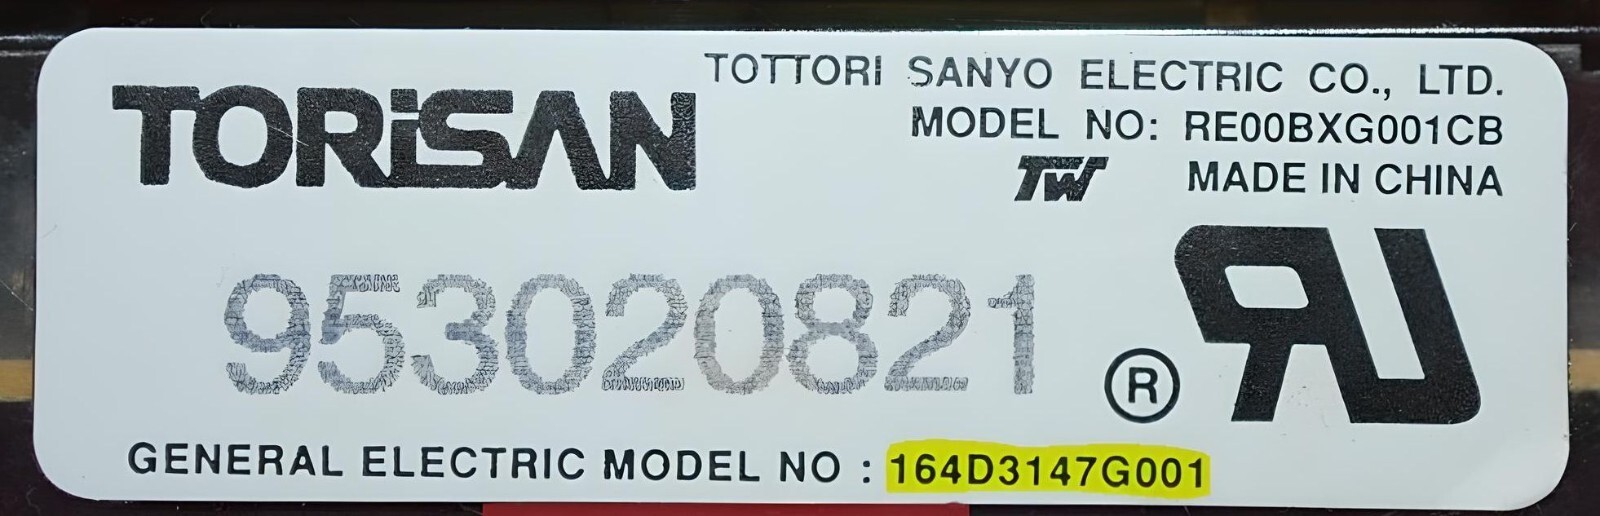 TORiSAN
TOTTORI SANYO ELECTRIC CO., LTD.
MODEL NO: RE00BXG001CB
TW MADE IN CHINA
953020821
® RU
GENERAL ELECTRIC MODEL NO : 164D3147G001